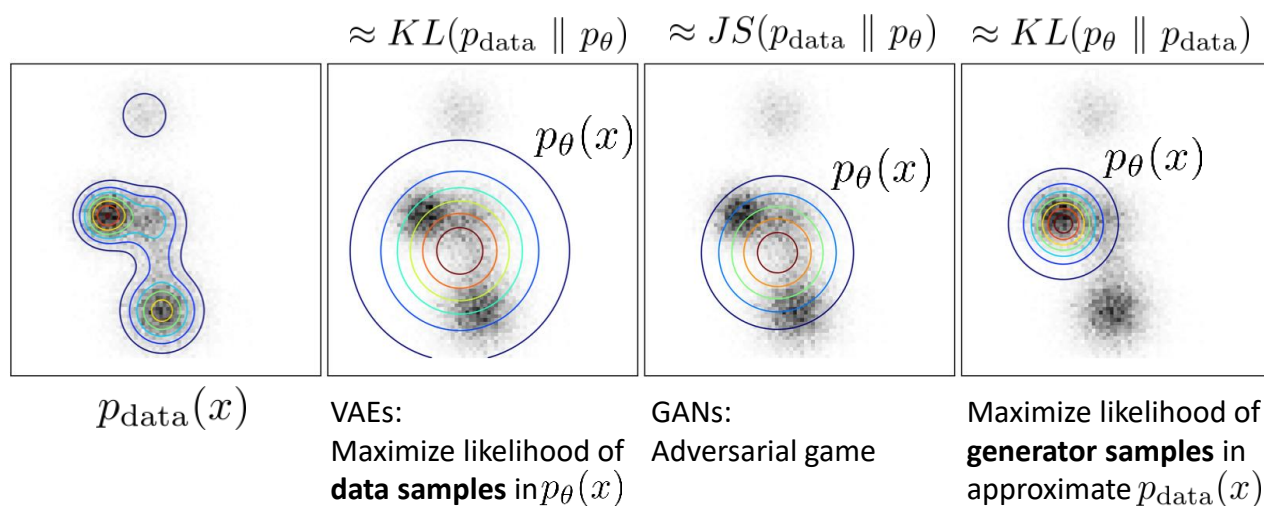 ≈ KL(p_data ∥ p_θ)
≈ JS(p_data ∥ p_θ)
≈ KL(p_θ ∥ p_data)
p_θ(x)
p_θ(x)
p_θ(x)
p_data(x)
VAEs:
Maximize likelihood of
data samples in p_θ(x)
GANs:
Adversarial game
Maximize likelihood of
generator samples in
approximate p_data(x)